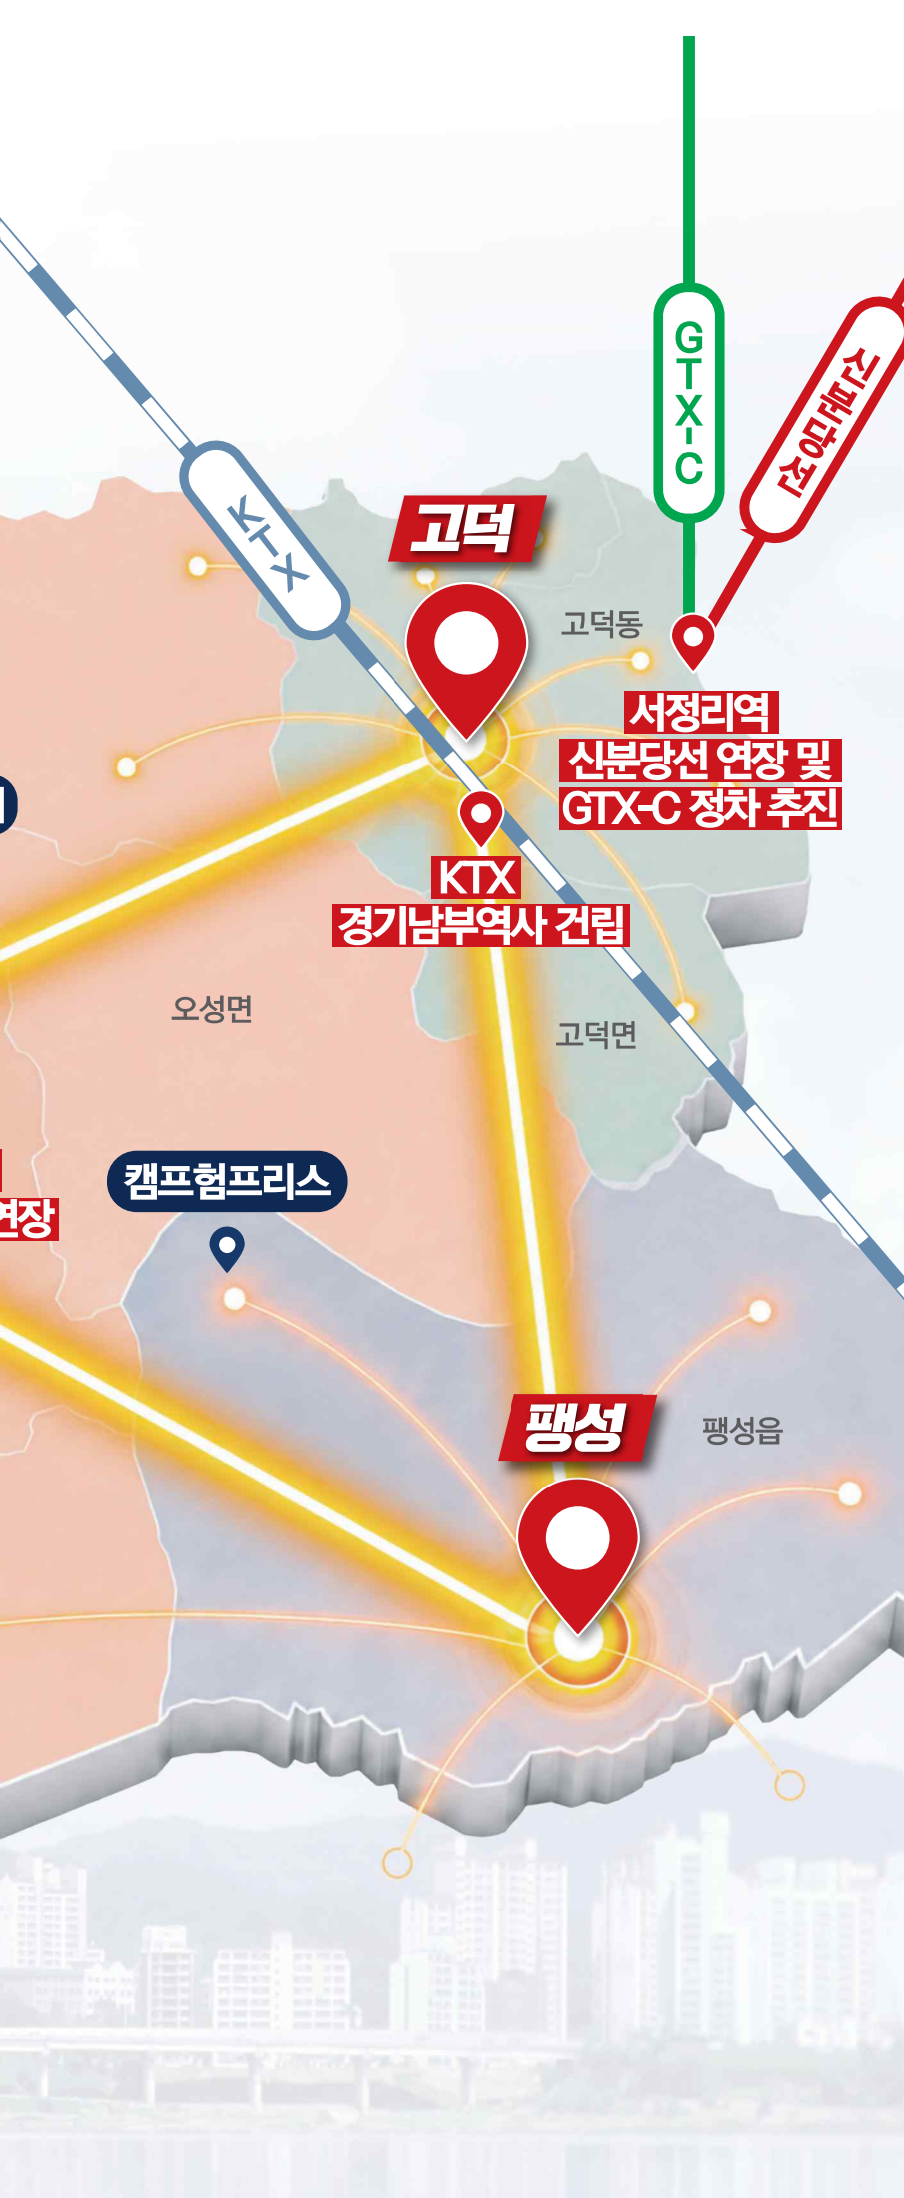 GTX-C
신분당선
KTX
고덕
고덕동
서정리역
신분당선 연장 및
GTX-C 정차 추진
KTX
경기남부역사 건립
오성면
고덕면
캠프험프리스
연장
팽성
팽성읍